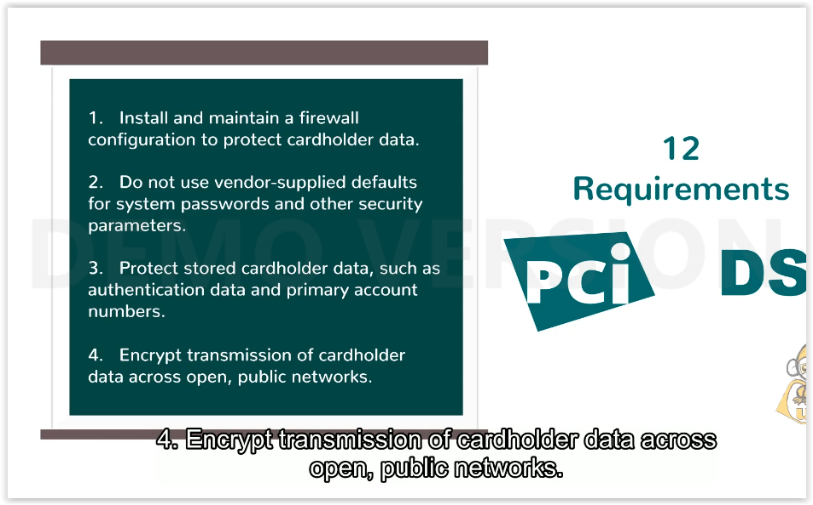 1. Install and maintain a firewall
configuration to protect cardholder data.
2. Do not use vendor-supplied defaults
for system passwords and other security
parameters.
3. Protect stored cardholder data, such as
authentication data and primary account
numbers.
4. Encrypt transmission of cardholder
data across open, public networks.
12
Requirements
PCi DS
DEMO VERSION
4. Encrypt transmission of cardholder data across
open, public networks.